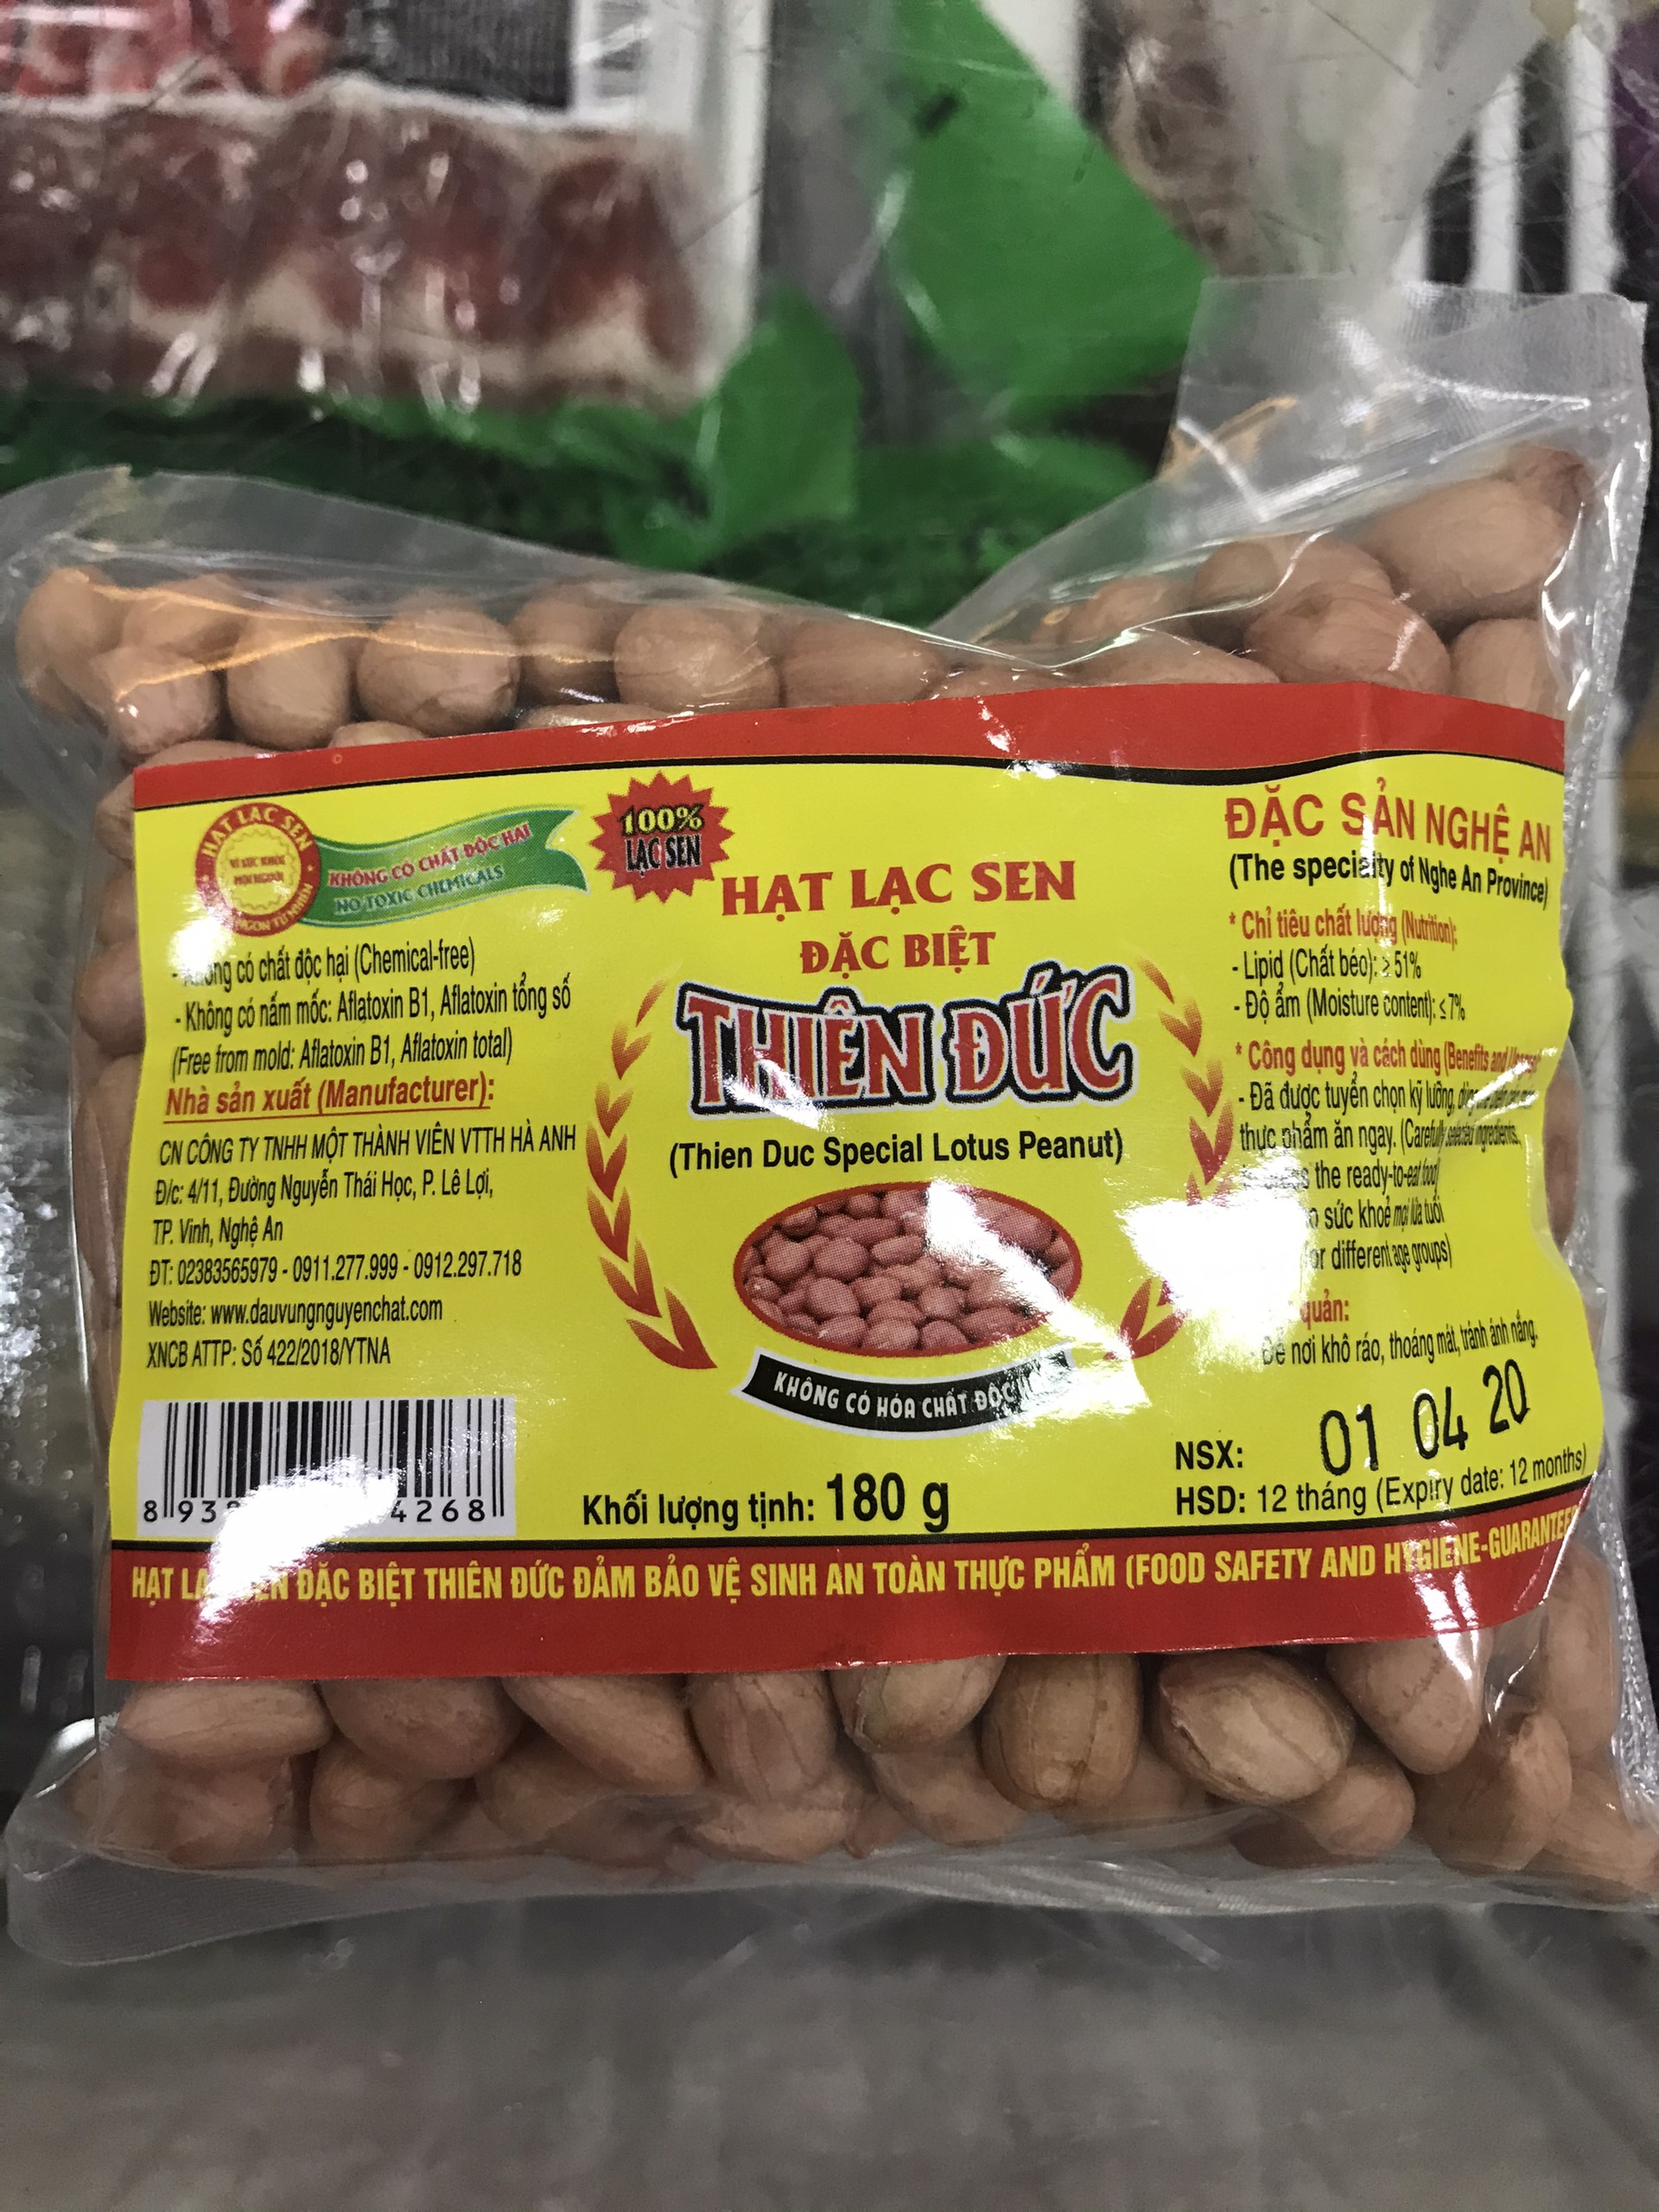 HẠT LẠC SEN
VÌ SỨC KHỎE
MỌI NGƯỜI
KHÔNG CÓ CHẤT ĐỘC HẠI
NO TOXIC CHEMICALS
có chất độc hại (Chemical-free)
- Không có nấm mốc: Aflatoxin B1, Aflatoxin tổng số
(Free from mold: Aflatoxin B1, Aflatoxin total)
Nhà sản xuất (Manufacturer):
CN CÔNG TY TNHH MỘT THÀNH VIÊN VTTH HÀ ANH
Đ/c: 4/11, Đường Nguyễn Thái Học, P. Lê Lợi,
TP. Vinh, Nghệ An
ĐT: 02383565979 - 0911.277.999 - 0912.297.718
Website: www.dauvungnguyenchat.com
XNCB ATTP: Số 422/2018/YTNA
100%
LẠC SEN
HẠT LẠC SEN
ĐẶC BIỆT
THIÊN ĐỨC
(Thien Duc Special Lotus Peanut)
KHÔNG CÓ HÓA CHẤT ĐỘC
Khối lượng tịnh: 180 g
ĐẶC SẢN NGHỆ AN
(The specialty of Nghe An Province)
* Chỉ tiêu chất lượng (Nutrition):
- Lipid (Chất béo): ≥ 51%
- Độ ẩm (Moisture content): ≤ 7%
* Công dụng và cách dùng (Benefits and
- Đã được tuyển chọn kỹ lưỡng,
thực phẩm ăn ngay. (Carefully selected ingredients,
the ready-to-eat food)
sức khoẻ mọi lứa tuổi
for different age groups)
quản:
Để nơi khô ráo, thoáng mát, tránh ánh nắng.
NSX: 01 04 20
HSD: 12 tháng (Expiry date: 12 months)
HẠT ĐẶC BIỆT THIÊN ĐỨC ĐẢM BẢO VỆ SINH AN TOÀN THỰC PHẨM (FOOD SAFETY AND HYGIENE-GUARANTEED